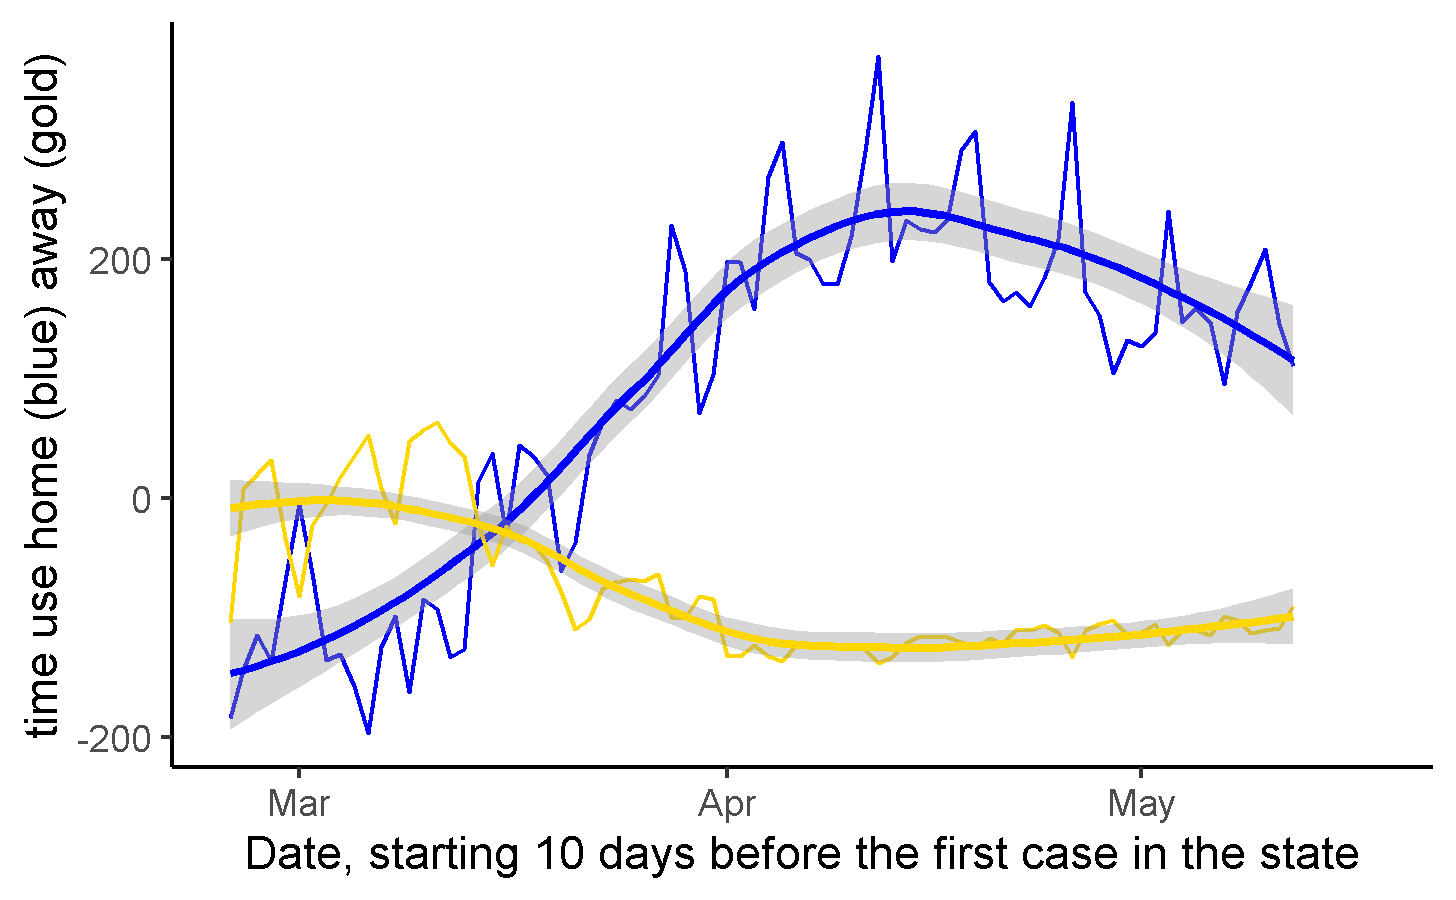 time use home (blue) away (gold)
200
0
-200
Mar
Apr
May
Date, starting 10 days before the first case in the state